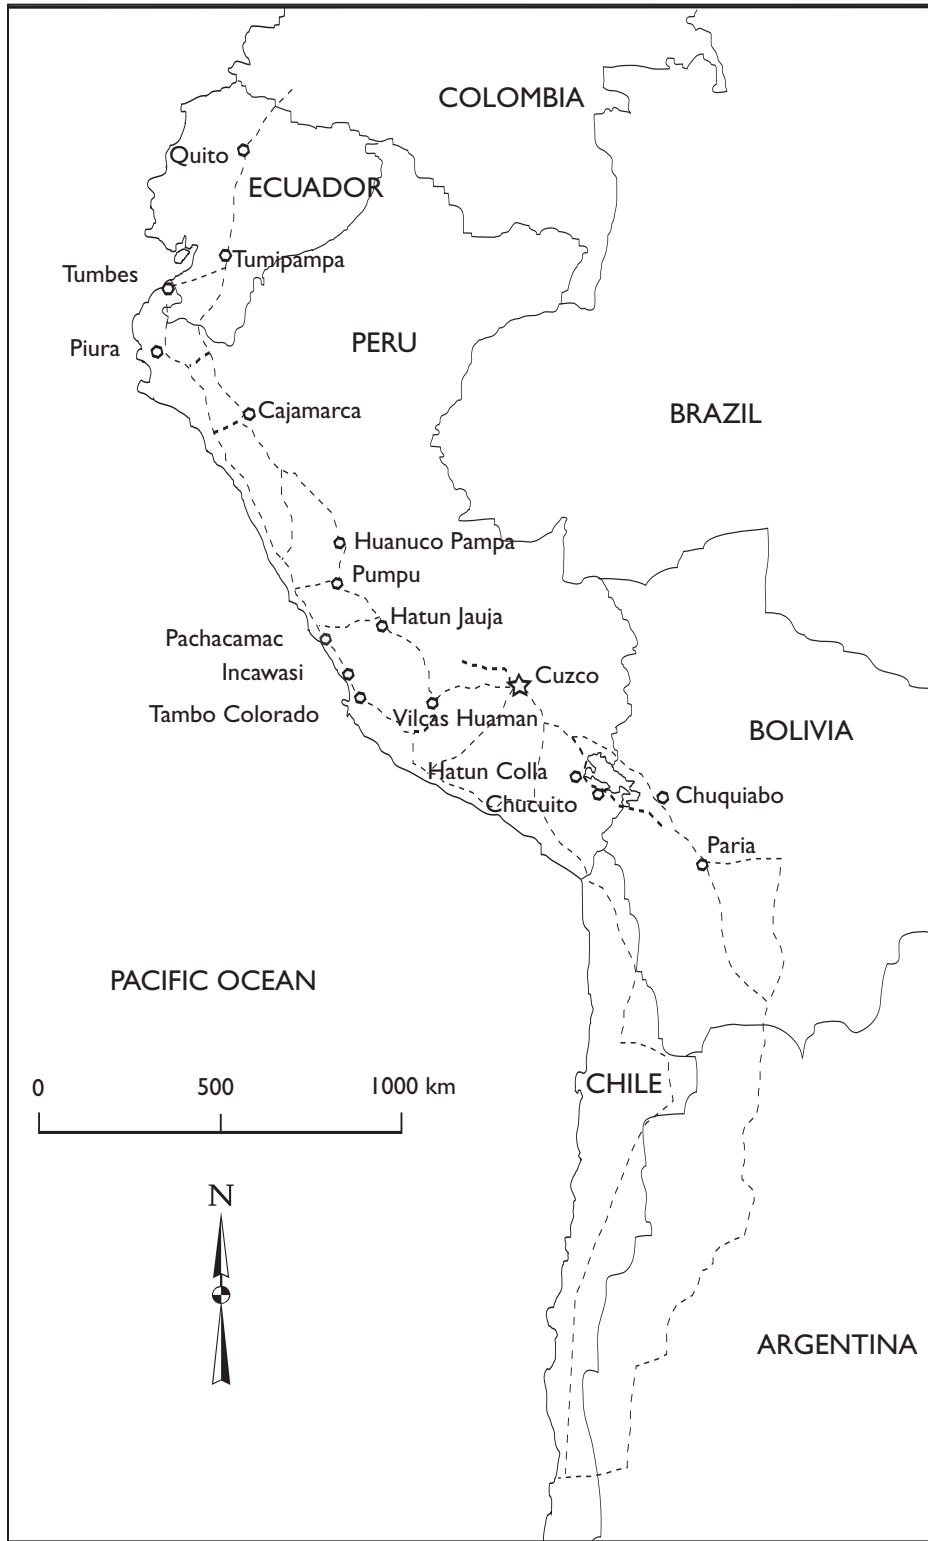 COLOMBIA
Quito
ECUADOR
Tumipampa
Tumbes
PERU
Piura
Cajamarca
BRAZIL
Huanuco Pampa
Pumpu
Hatun Jauja
Pachacamac
Incawasi
Cuzco
Tambo Colorado
Vilcas Huaman
BOLIVIA
Hatun Colla
Chucuito
Chuquiabo
Paria
PACIFIC OCEAN
0 500 1000 km
CHILE
N
ARGENTINA